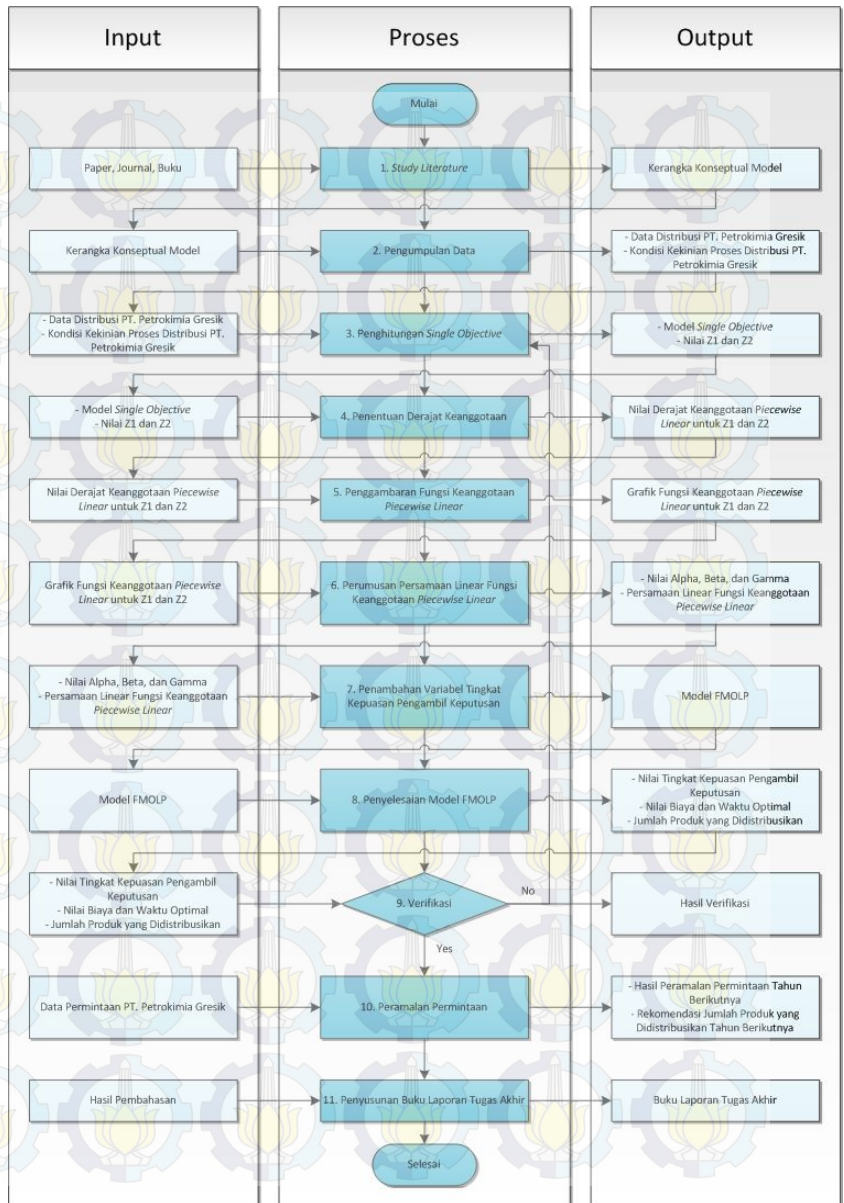 Input
Proses
Output
Mulai
Paper, Journal, Buku
1. Study Literature
Kerangka Konseptual Model
Kerangka Konseptual Model
2. Pengumpulan Data
- Data Distribusi PT. Petrokimia Gresik
- Kondisi Kekinian Proses Distribusi PT.
Petrokimia Gresik
- Data Distribusi PT. Petrokimia Gresik
- Kondisi Kekinian Proses Distribusi PT.
Petrokimia Gresik
3. Penghitungan Single Objective
- Model Single Objective
- Nilai Z1 dan Z2
- Model Single Objective
- Nilai Z1 dan Z2
4. Penentuan Derajat Keanggotaan
Nilai Derajat Keanggotaan Piecewise
Linear untuk Z1 dan Z2
Nilai Derajat Keanggotaan Piecewise
Linear untuk Z1 dan Z2
5. Penggambaran Fungsi Keanggotaan
Piecewise Linear
Grafik Fungsi Keanggotaan Piecewise
Linear untuk Z1 dan Z2
Grafik Fungsi Keanggotaan Piecewise
Linear untuk Z1 dan Z2
6. Perumusan Persamaan Linear Fungsi
Keanggotaan Piecewise Linear
- Nilai Alpha, Beta, dan Gamma
- Persamaan Linear Fungsi Keanggotaan
Piecewise Linear
- Nilai Alpha, Beta, dan Gamma
- Persamaan Linear Fungsi Keanggotaan
Piecewise Linear
7. Penambahan Variabel Tingkat
Kepuasan Pengambil Keputusan
Model FMOLP
Model FMOLP
8. Penyelesaian Model FMOLP
- Nilai Tingkat Kepuasan Pengambil
Keputusan
- Nilai Biaya dan Waktu Optimal
- Jumlah Produk yang Didistribusikan
- Nilai Tingkat Kepuasan Pengambil
Keputusan
- Nilai Biaya dan Waktu Optimal
- Jumlah Produk yang Didistribusikan
9. Verifikasi
No
Hasil Verifikasi
Yes
Data Permintaan PT. Petrokimia Gresik
10. Peramalan Permintaan
- Hasil Peramalan Permintaan Tahun
Berikutnya
- Rekomendasi Jumlah Produk yang
Didistribusikan Tahun Berikutnya
Hasil Pembahasan
11. Penyusunan Buku Laporan Tugas Akhir
Buku Laporan Tugas Akhir
Selesai